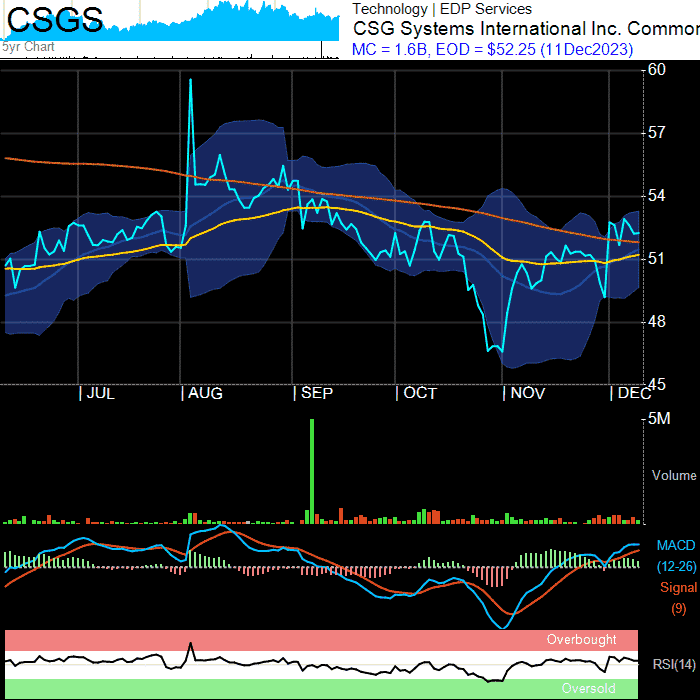 CSGS
5yr Chart
Technology | EDP Services
CSG Systems International Inc. Common
MC = 1.6B, EOD = $52.25 (11Dec2023)
60
57
54
51
48
45
| JUL | AUG | SEP | OCT | NOV | DEC
5M
Volume
MACD
(12-26)
Signal
(9)
Overbought
RSI(14)
Oversold